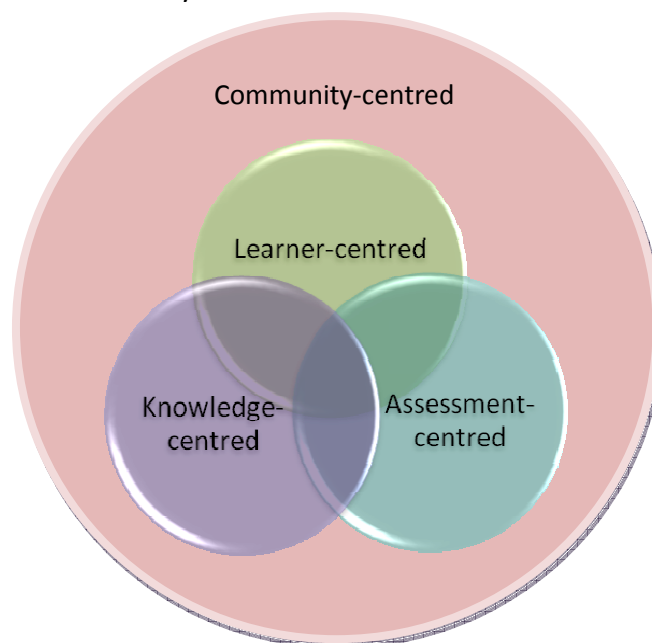 Community-centred
Learner-centred
Knowledge-
centred
Assessment-
centred